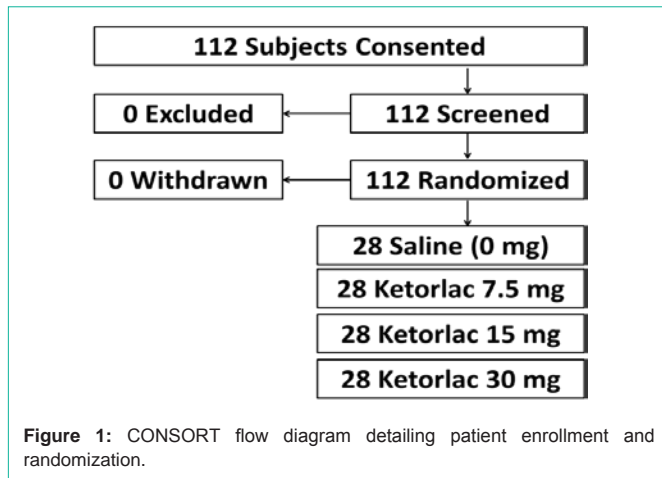 112 Subjects Consented
0 Excluded
112 Screened
0 Withdrawn
112 Randomized
28 Saline (0 mg)
28 Ketorlac 7.5 mg
28 Ketorlac 15 mg
28 Ketorlac 30 mg
Figure 1: CONSORT flow diagram detailing patient enrollment and
randomization.